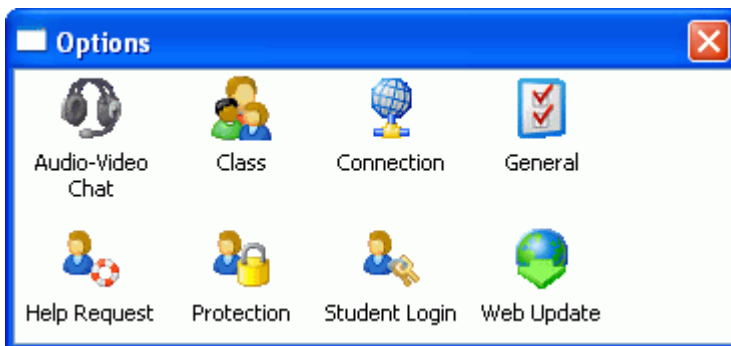 Options
Audio-Video
Chat
Class
Connection
General
Help Request
Protection
Student Login
Web Update